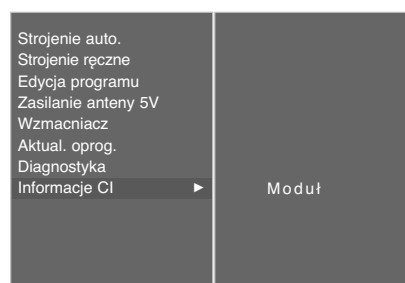 Strojenie auto.
Strojenie ręczne
Edycja programu
Zasilanie anteny 5V
Wzmacniacz
Aktual. oprog.
Diagnostyka
Informacje CI ►
Moduł